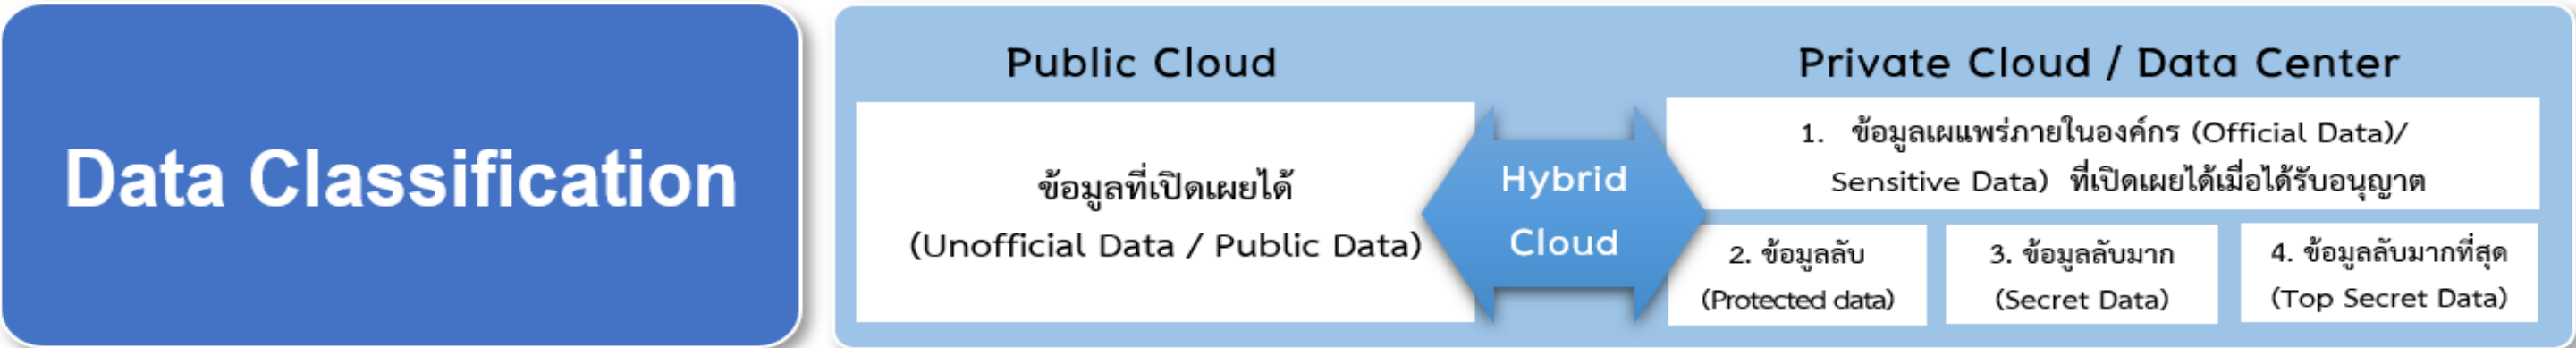 Data Classification
Public Cloud
ข้อมูลที่เปิดเผยได้
(Unofficial Data / Public Data)
Hybrid
Cloud
Private Cloud / Data Center
1. ข้อมูลเผแพร่ภายในองค์กร (Official Data)/
Sensitive Data) ที่เปิดเผยได้เมื่อได้รับอนุญาต
2. ข้อมูลลับ
(Protected data)
3. ข้อมูลลับมาก
(Secret Data)
4. ข้อมูลลับมากที่สุด
(Top Secret Data)